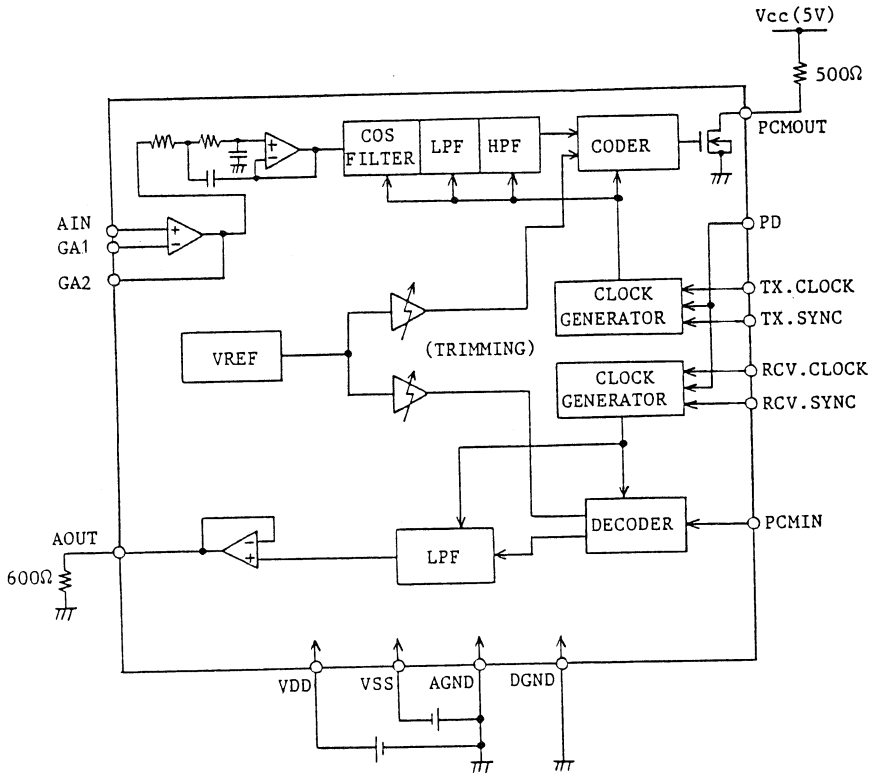 Vcc(5V)
500Ω
PCMOUT
COS
FILTER
LPF
HPF
CODER
+
−
AIN
GA1
GA2
+
−
PD
CLOCK
GENERATOR
TX.CLOCK
TX.SYNC
VREF
(TRIMMING)
CLOCK
GENERATOR
RCV.CLOCK
RCV.SYNC
DECODER
PCMIN
AOUT
−
+
LPF
600Ω
VDD
VSS
AGND
DGND